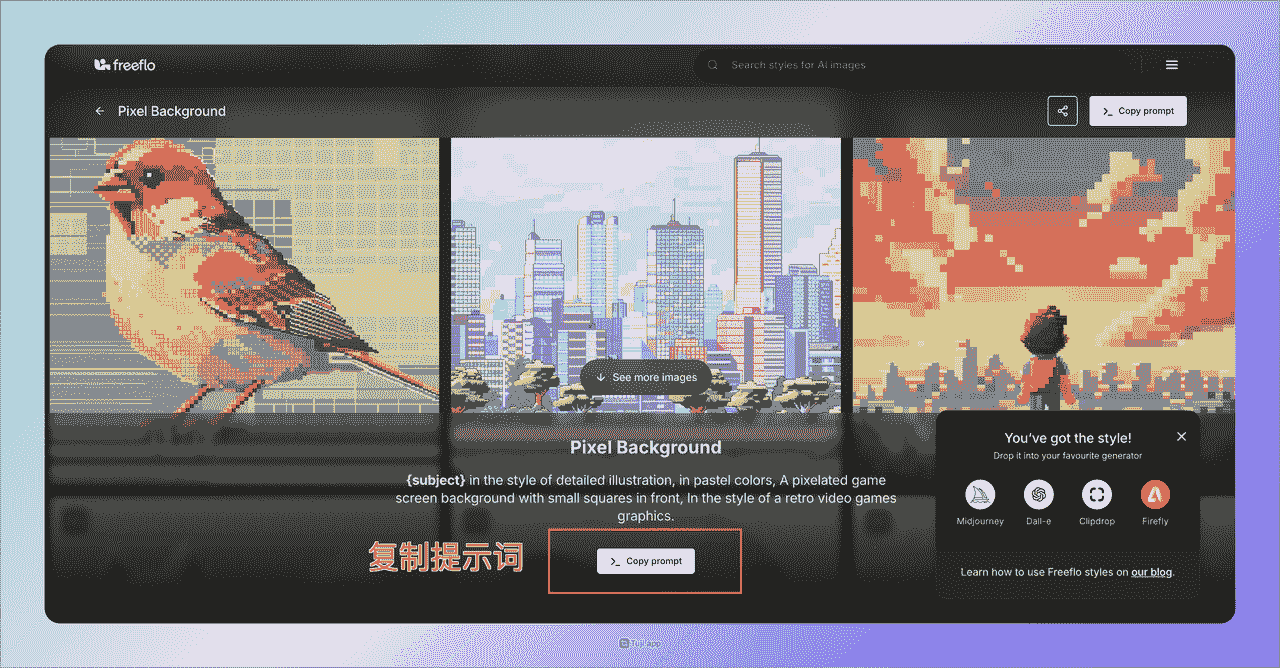 freeflo
Search styles for AI images
Pixel Background
Copy prompt
See more images
Pixel Background
{subject} in the style of detailed illustration, in pastel colors, A pixelated game
screen background with small squares in front, In the style of a retro video games
graphics.
复制提示词
Copy prompt
You've got the style!
Drop it into your favourite generator
Midjourney
Dall-e
Clipdrop
Firefly
Learn how to use Freeflo styles on our blog.